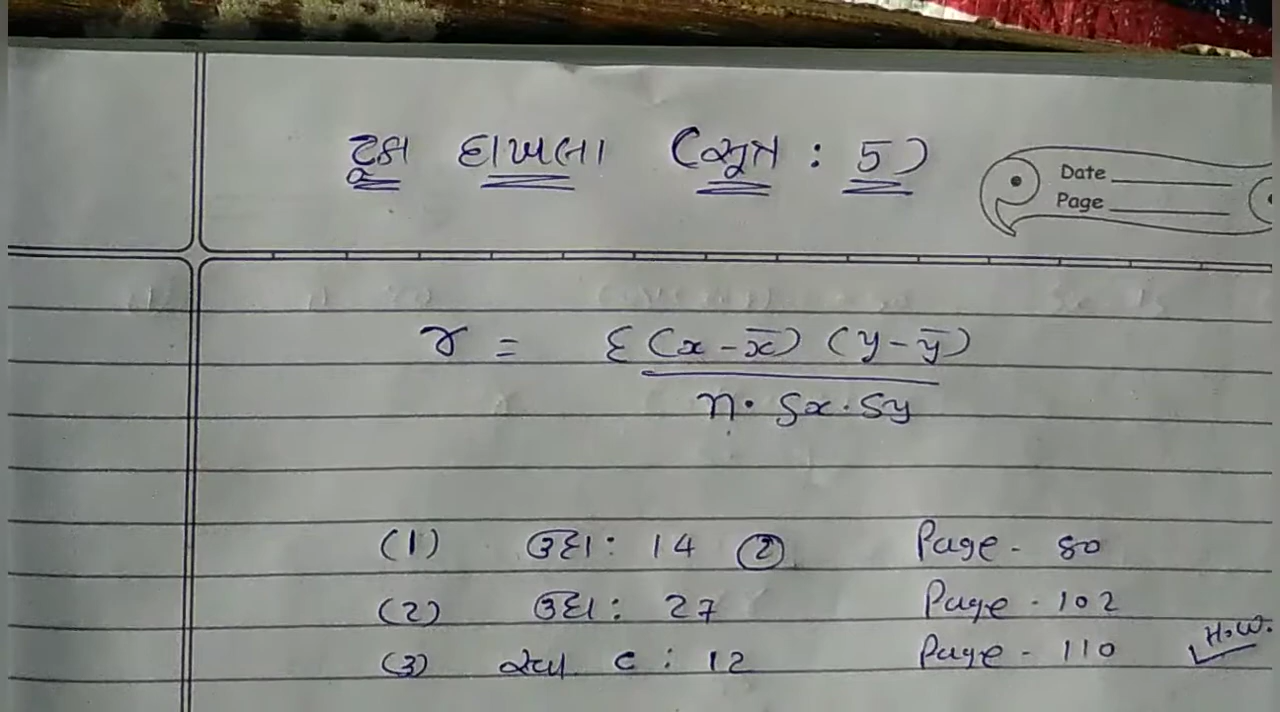 ટૂંકા દાખલા (સૂત્ર : 5)
Date
Page
r = Σ(x - x̄) (y - ȳ)
n · Sx · Sy
(1) ઉદા : 14 (2) Page - 80
(2) ઉદા : 27 Page - 102
(3) સ્વા C : 12 Page - 110 H.W.